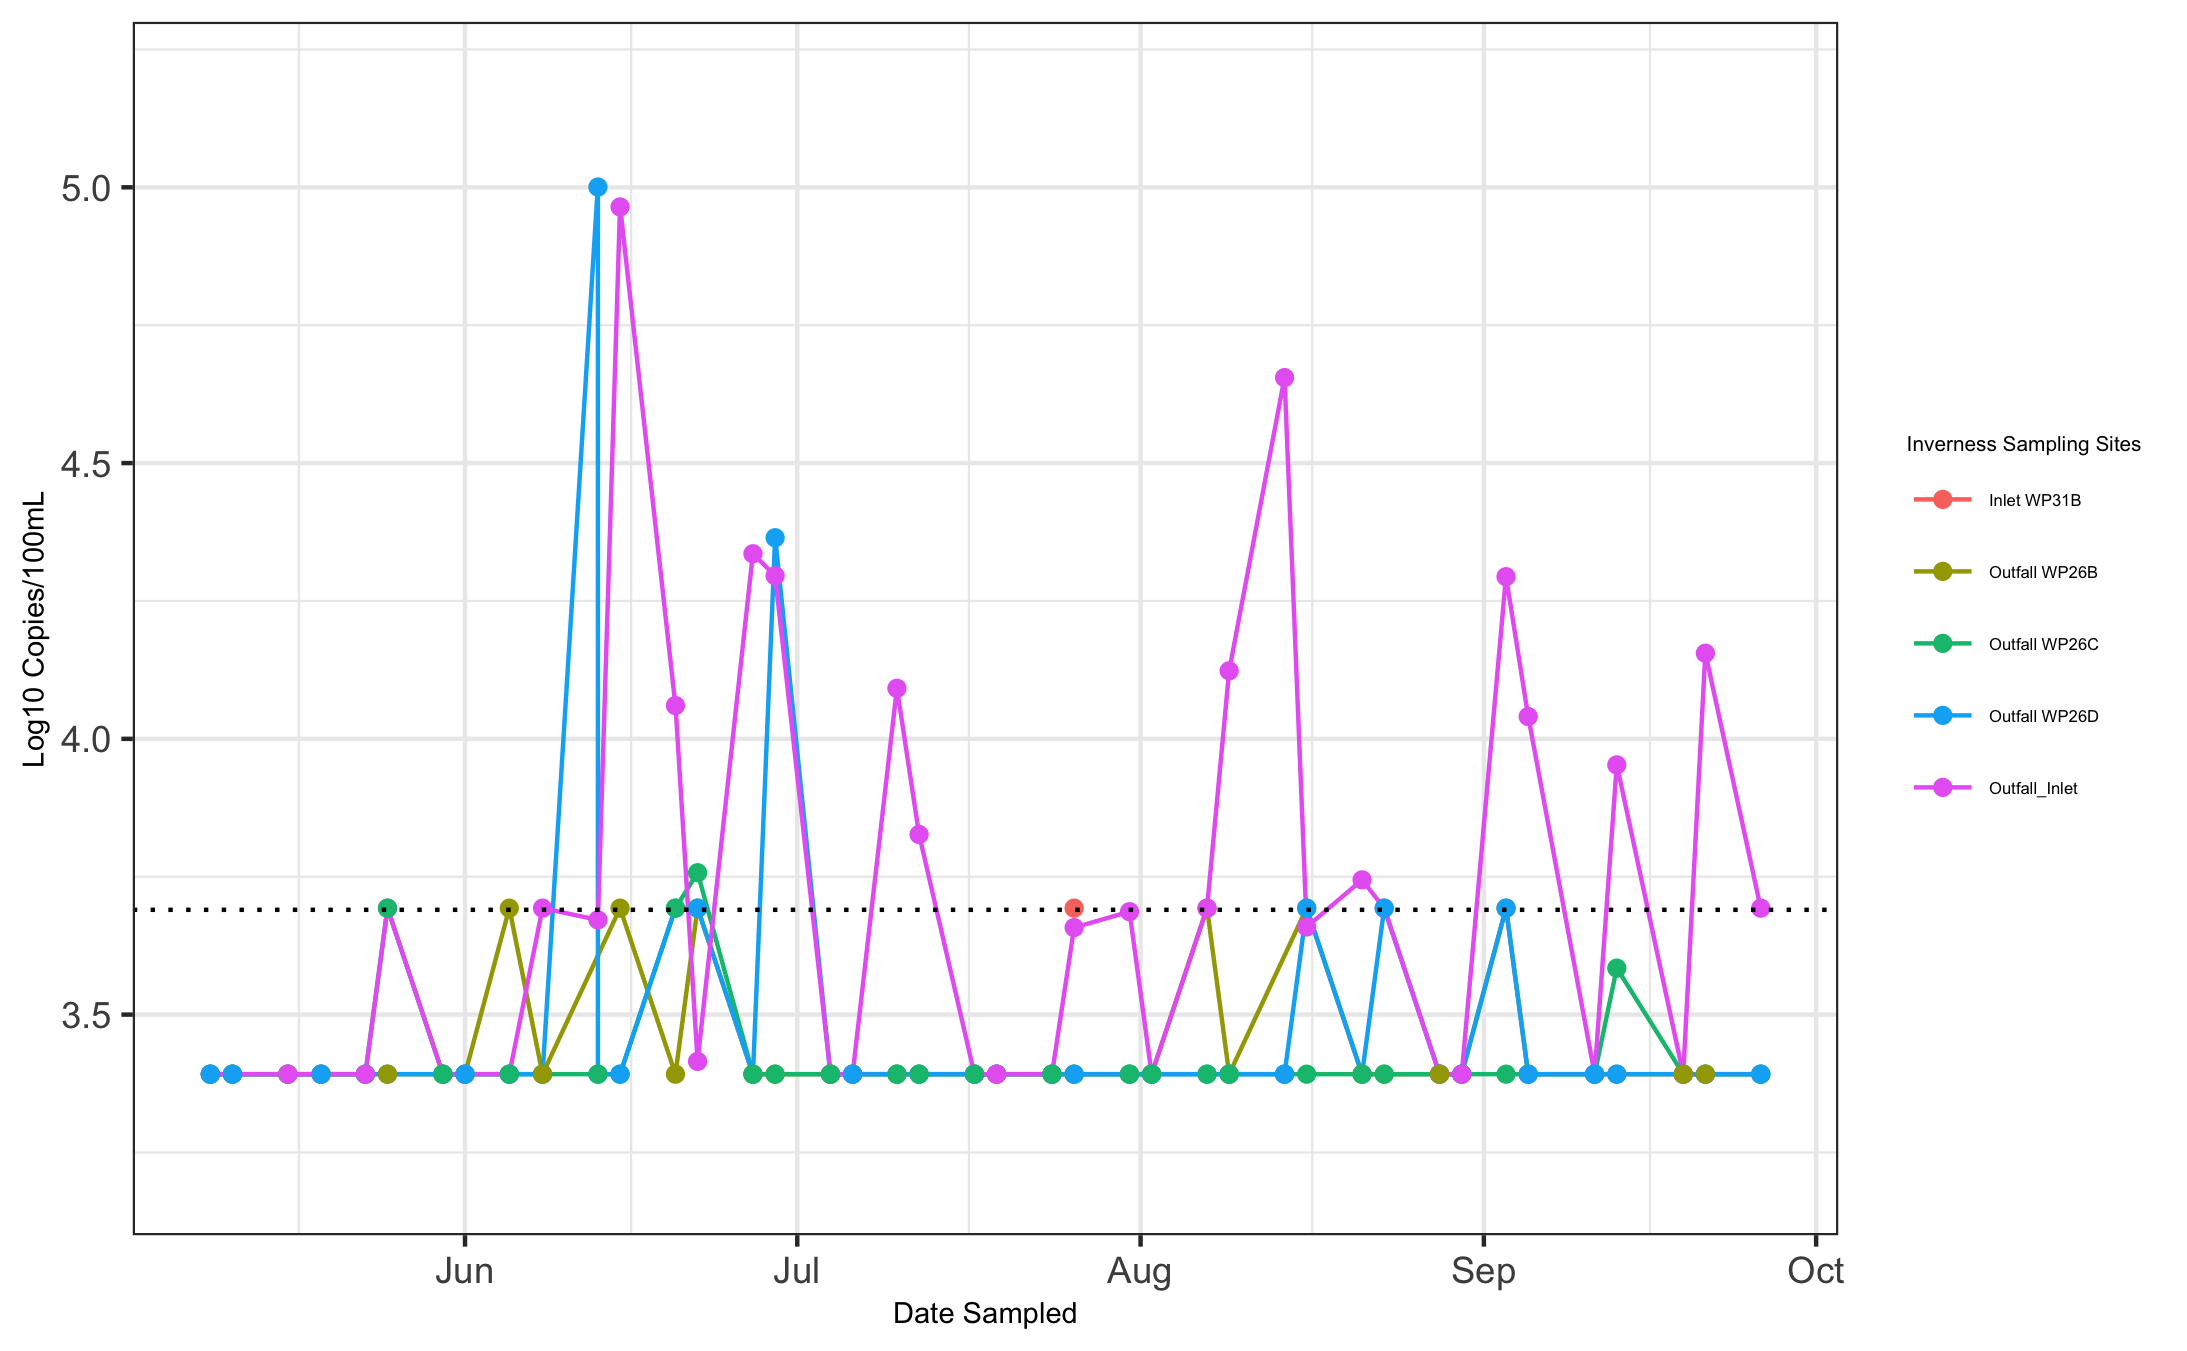 5.0
4.5
4.0
3.5
Log10 Copies/100mL
Jun
Jul
Aug
Sep
Oct
Date Sampled
Inverness Sampling Sites
Inlet WP31B
Outfall WP26B
Outfall WP26C
Outfall WP26D
Outfall_Inlet